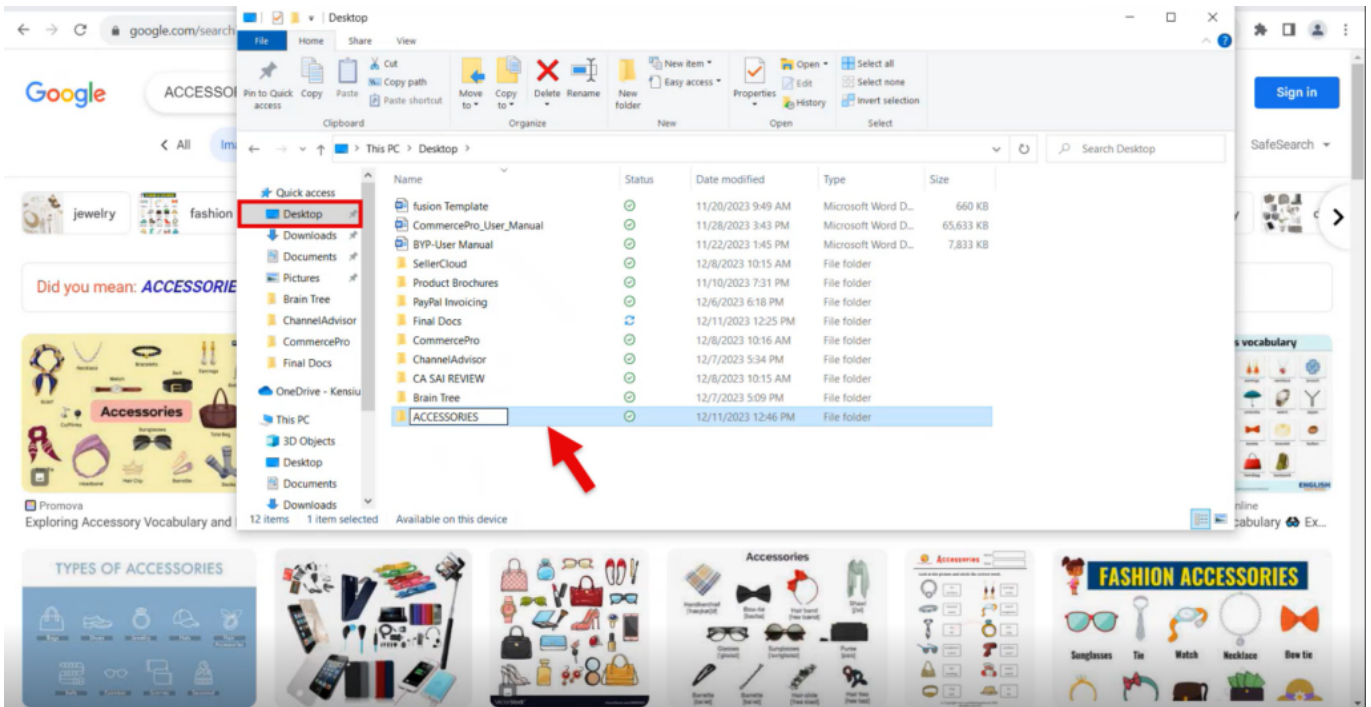 Desktop
google.com/search
File Home Share View
Google
ACCESSO
Sign in
Pin to Quick access
Copy
Paste
Cut
Copy path
Paste shortcut
Move to
Copy to
Delete
Rename
New folder
New item
Easy access
Properties
Open
Edit
History
Select all
Select none
Invert selection
Clipboard Organize New Open Select
All
This PC > Desktop >
Search Desktop
SafeSearch
jewelry
fashion
Quick access
Desktop
Downloads
Documents
Pictures
Brain Tree
ChannelAdvisor
CommercePro
Final Docs
OneDrive - Kensiu
This PC
3D Objects
Desktop
Documents
Downloads
Name Status Date modified Type Size
fusion Template 11/20/2023 9:49 AM Microsoft Word D... 660 KB
CommercePro_User_Manual 11/28/2023 3:43 PM Microsoft Word D... 65,633 KB
BYP-User Manual 11/22/2023 1:45 PM Microsoft Word D... 7,833 KB
SellerCloud 12/8/2023 10:15 AM File folder
Product Brochures 11/10/2023 7:31 PM File folder
PayPal Invoicing 12/6/2023 6:18 PM File folder
Final Docs 12/11/2023 12:25 PM File folder
CommercePro 12/8/2023 10:16 AM File folder
ChannelAdvisor 12/7/2023 5:34 PM File folder
CA SAI REVIEW 12/8/2023 10:15 AM File folder
Brain Tree 12/7/2023 5:09 PM File folder
ACCESSORIES 12/11/2023 12:46 PM File folder
12 items 1 item selected Available on this device
Did you mean: ACCESSORIE
Accessories
Promova
Exploring Accessory Vocabulary and
s vocabulary
ENGLISH
nline
cabulary Ex...
TYPES OF ACCESSORIES
Accessories
Accessories
FASHION ACCESSORIES
Sunglasses Tie Watch Necklace Bow tie